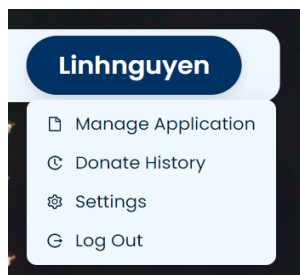 Linhnguyen
Manage Application
Donate History
Settings
Log Out